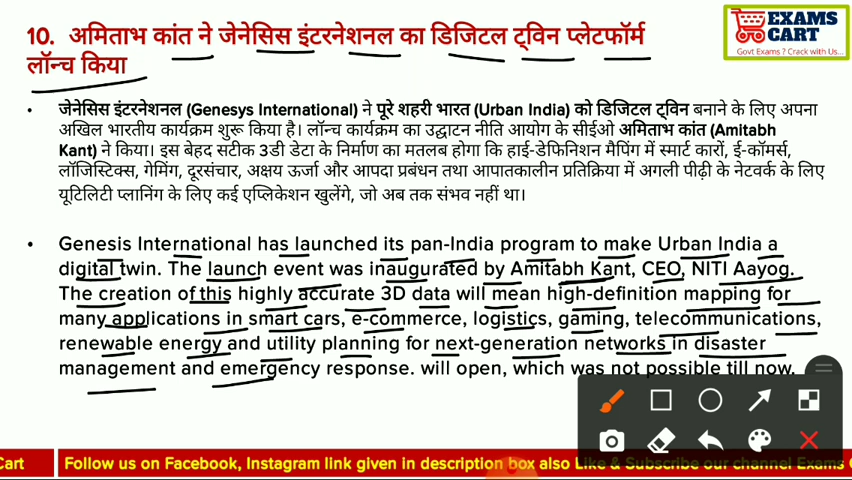 10. अमिताभ कांत ने जेनेसिस इंटरनेशनल का डिजिटल ट्विन प्लेटफॉर्म
लॉन्च किया
EXAMS
CART
Govt Exams ? Crack with Us...
• जेनेसिस इंटरनेशनल (Genesys International) ने पूरे शहरी भारत (Urban India) को डिजिटल ट्विन बनाने के लिए अपना
अखिल भारतीय कार्यक्रम शुरू किया है। लॉन्च कार्यक्रम का उद्घाटन नीति आयोग के सीईओ अमिताभ कांत (Amitabh
Kant) ने किया। इस बेहद सटीक 3डी डेटा के निर्माण का मतलब होगा कि हाई-डेफिनिशन मैपिंग में स्मार्ट कारों, ई-कॉमर्स,
लॉजिस्टिक्स, गेमिंग, दूरसंचार, अक्षय ऊर्जा और आपदा प्रबंधन तथा आपातकालीन प्रतिक्रिया में अगली पीढ़ी के नेटवर्क के लिए
यूटिलिटी प्लानिंग के लिए कई एप्लिकेशन खुलेंगे, जो अब तक संभव नहीं था।
• Genesis International has launched its pan-India program to make Urban India a
digital twin. The launch event was inaugurated by Amitabh Kant, CEO, NITI Aayog.
The creation of this highly accurate 3D data will mean high-definition mapping for
many applications in smart cars, e-commerce, logistics, gaming, telecommunications,
renewable energy and utility planning for next-generation networks in disaster
management and emergency response. will open, which was not possible till now.
Cart Follow us on Facebook, Instagram link given in description box also Like & Subscribe our channel Exams